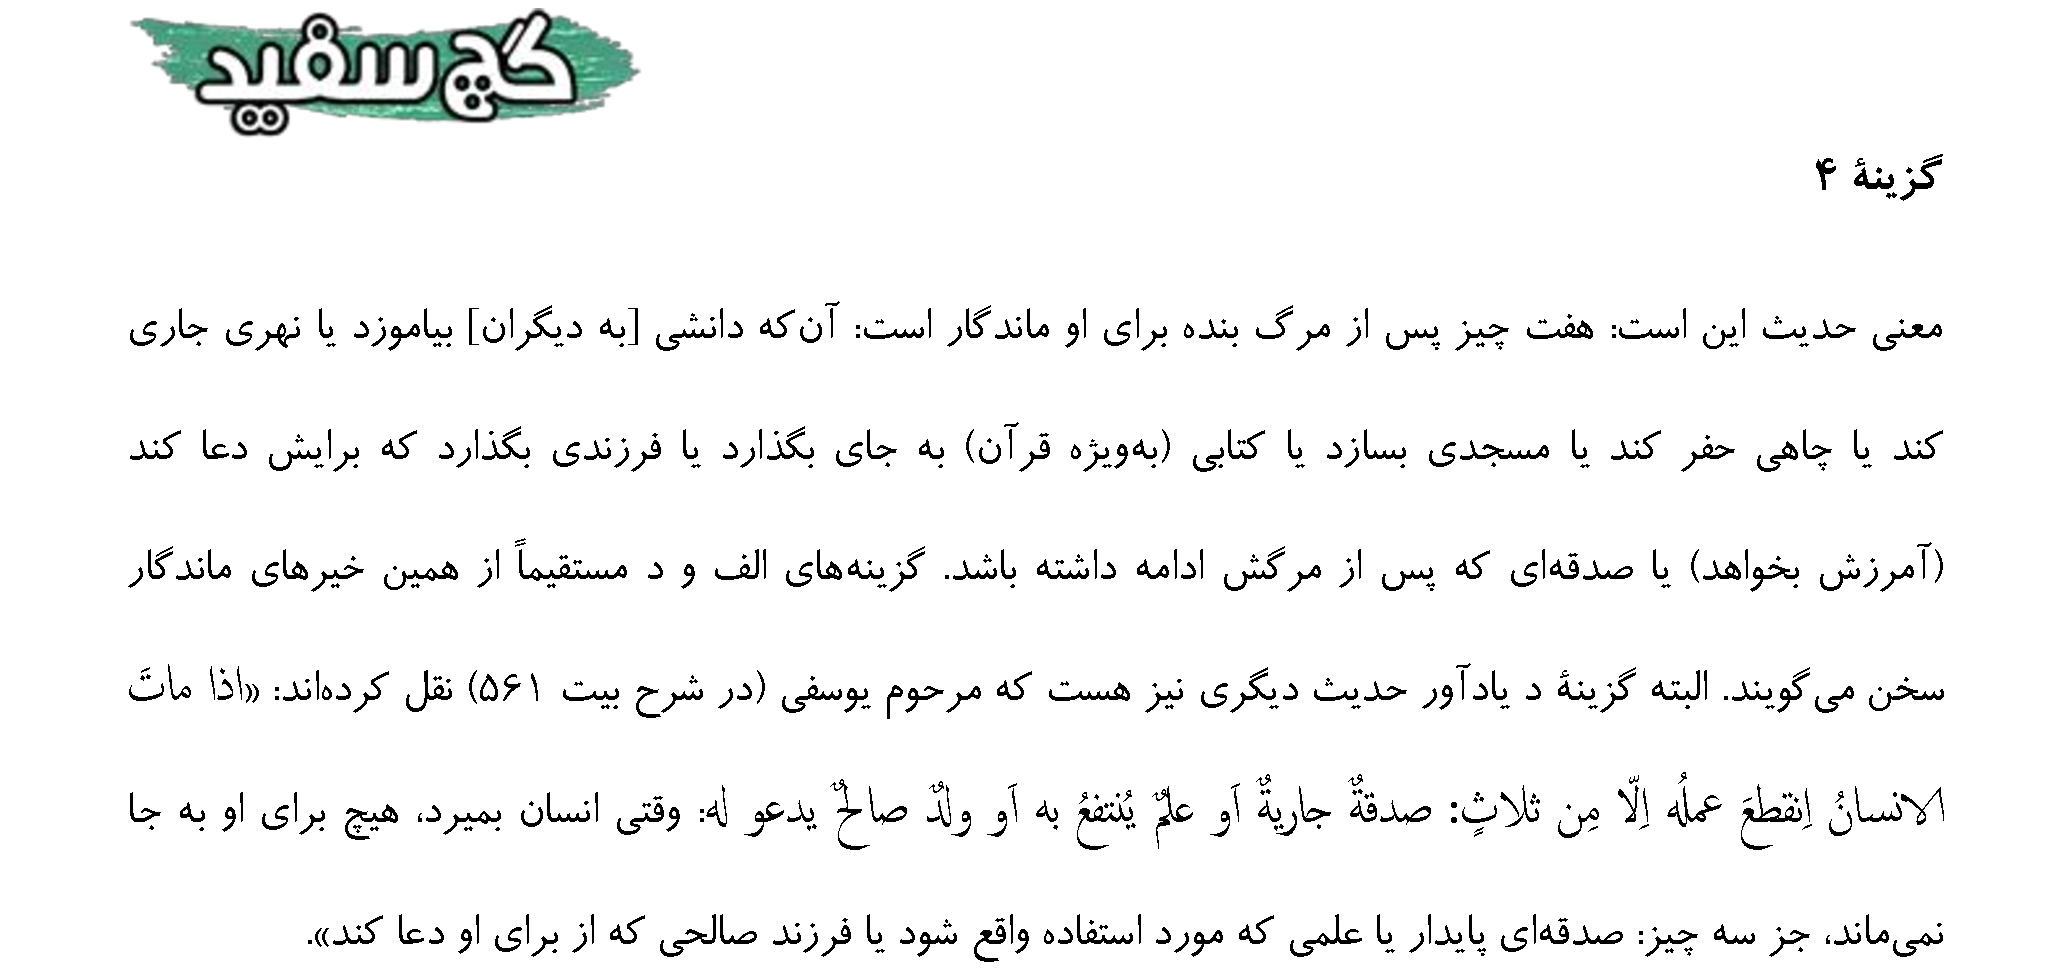 گچ سفید
گزینهٔ ۴
معنی حدیث این است: هفت چیز پس از مرگ بنده برای او ماندگار است: آن‌که دانشی [به دیگران] بیاموزد یا نهری جاری
کند یا چاهی حفر کند یا مسجدی بسازد یا کتابی (به‌ویژه قرآن) به جای بگذارد یا فرزندی بگذارد که برایش دعا کند
(آمرزش بخواهد) یا صدقه‌ای که پس از مرگش ادامه داشته باشد. گزینه‌های الف و د مستقیماً از همین خیرهای ماندگار
سخن می‌گویند. البته گزینهٔ د یادآور حدیث دیگری نیز هست که مرحوم یوسفی (در شرح بیت ۵۶۱) نقل کرده‌اند: «اذا ماتَ
الانسانُ اِنقطعَ عملُه اِلّا مِن ثلاثٍ: صدقةٌ جاریةٌ اَو علمٌ یُنتفعُ به اَو ولدٌ صالحٌ یدعو له: وقتی انسان بمیرد، هیچ برای او به جا
نمی‌ماند، جز سه چیز: صدقه‌ای پایدار یا علمی که مورد استفاده واقع شود یا فرزند صالحی که از برای او دعا کند».